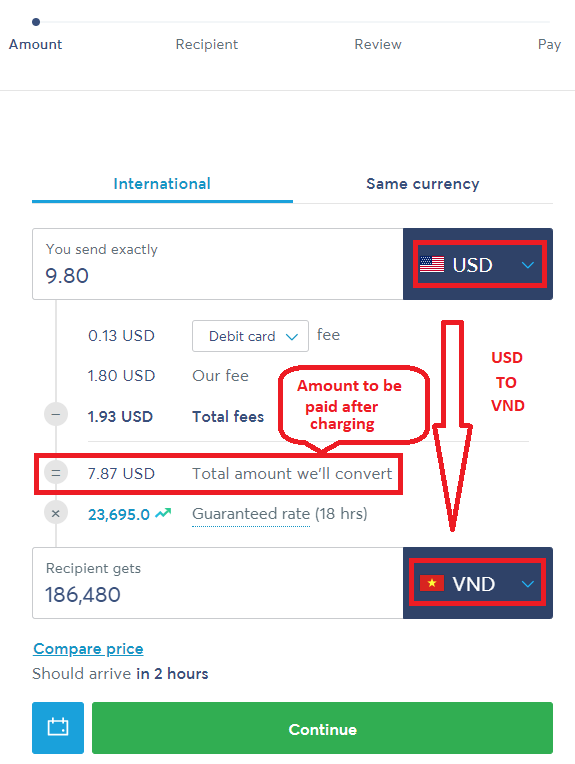 Amount Recipient Review Pay
International Same currency
You send exactly
9.80 USD
0.13 USD Debit card fee
1.80 USD Our fee
1.93 USD Total fees
Amount to be
paid after
charging
USD
TO
VND
7.87 USD Total amount we'll convert
23,695.0 Guaranteed rate (18 hrs)
Recipient gets
186,480 VND
Compare price
Should arrive in 2 hours
Continue